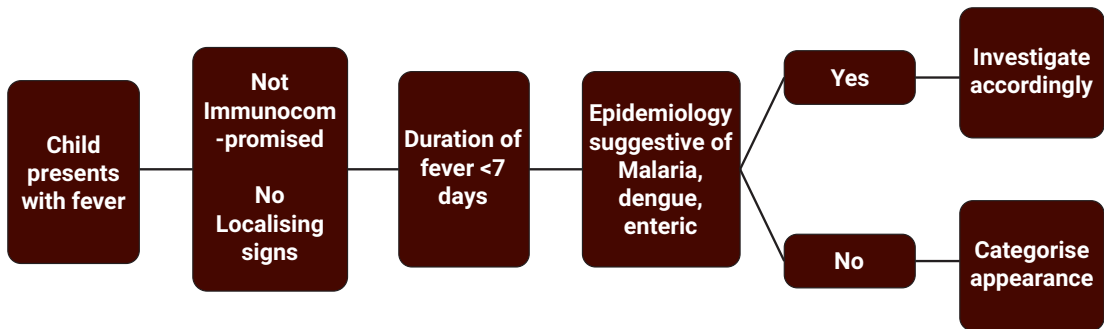 Child
presents
with fever
Not
Immunocom
-promised
No
Localising
signs
Duration of
fever <7
days
Epidemiology
suggestive of
Malaria,
dengue,
enteric
Yes
Investigate
accordingly
No
Categorise
appearance